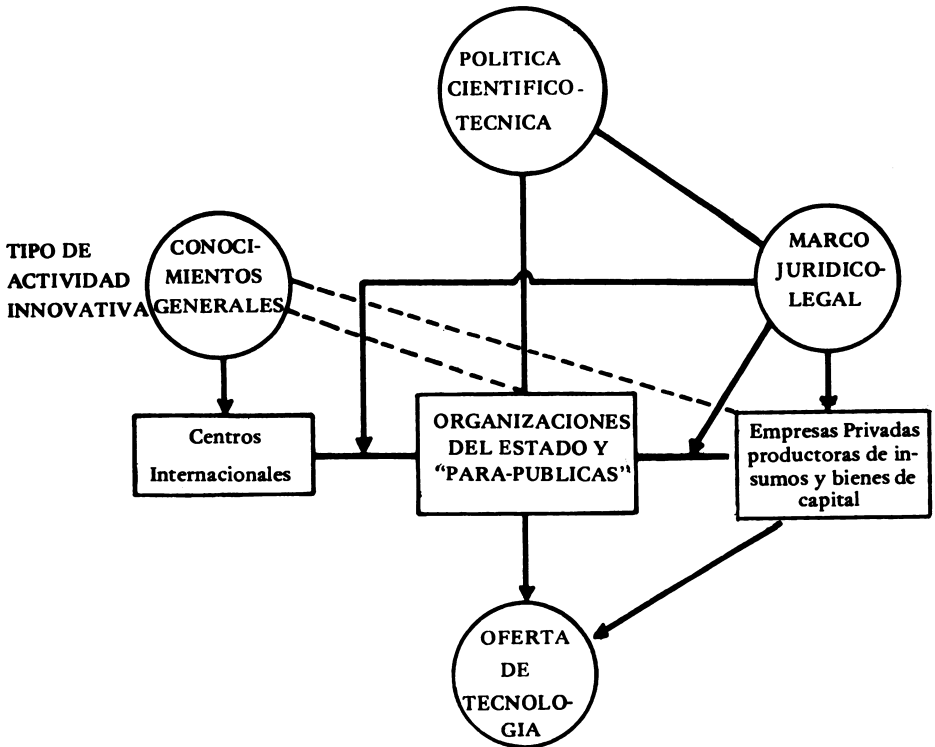 POLITICA
CIENTIFICO-
TECNICA
TIPO DE
ACTIVIDAD
INNOVATIVA
CONOCI-
MIENTOS
GENERALES
MARCO
JURIDICO-
LEGAL
Centros
Internacionales
ORGANIZACIONES
DEL ESTADO Y
“PARA-PUBLICAS”
Empresas Privadas
productoras de in-
sumos y bienes de
capital
OFERTA
DE
TECNOLO-
GIA